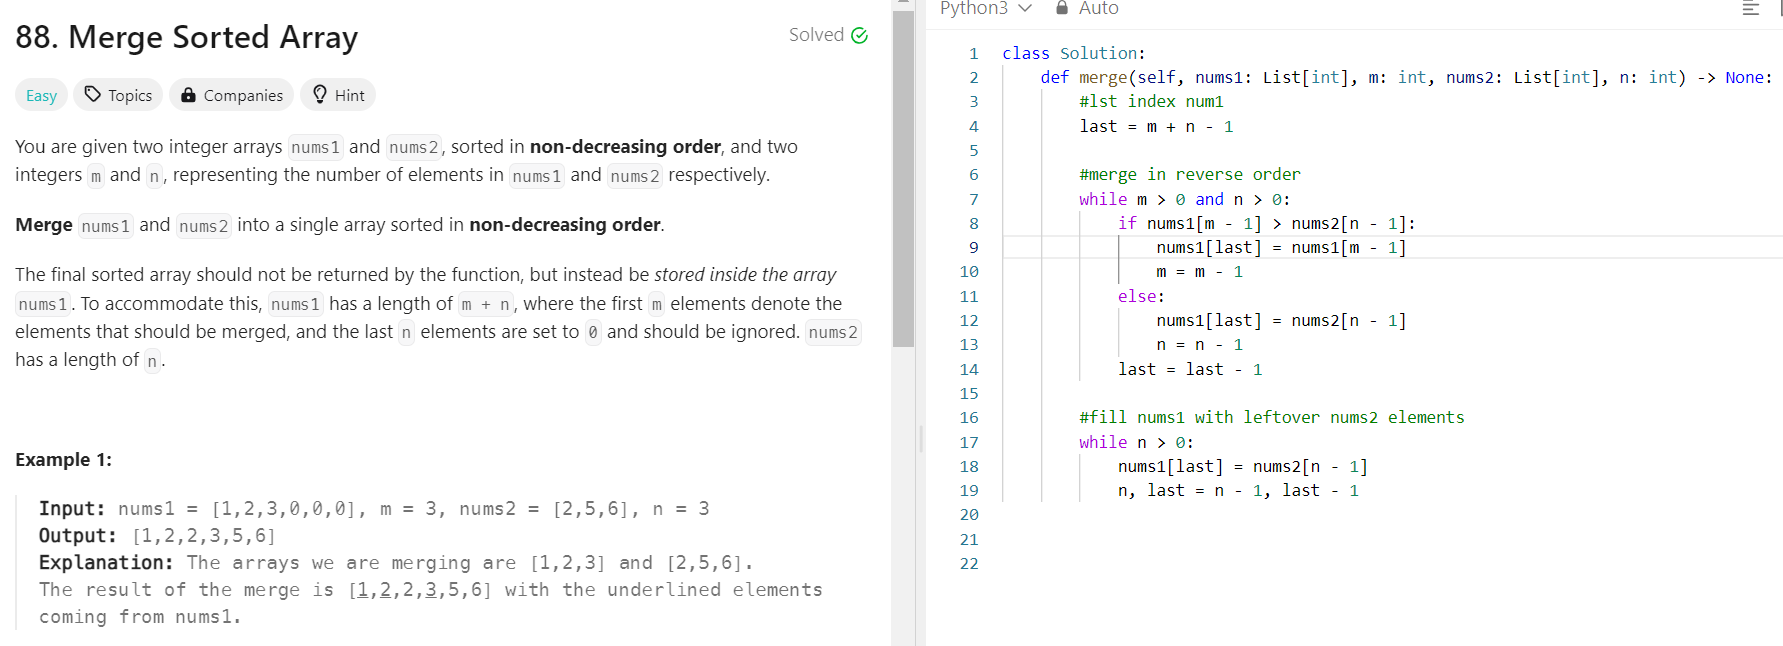 88. Merge Sorted Array
Solved
Easy
Topics
Companies
Hint
You are given two integer arrays nums1 and nums2, sorted in non-decreasing order, and two
integers m and n, representing the number of elements in nums1 and nums2 respectively.
Merge nums1 and nums2 into a single array sorted in non-decreasing order.
The final sorted array should not be returned by the function, but instead be stored inside the array
nums1. To accommodate this, nums1 has a length of m + n, where the first m elements denote the
elements that should be merged, and the last n elements are set to 0 and should be ignored. nums2
has a length of n.
Example 1:
Input: nums1 = [1,2,3,0,0,0], m = 3, nums2 = [2,5,6], n = 3
Output: [1,2,2,3,5,6]
Explanation: The arrays we are merging are [1,2,3] and [2,5,6].
The result of the merge is [1,2,2,3,5,6] with the underlined elements
coming from nums1.
Python3
Auto
1 class Solution:
2 def merge(self, nums1: List[int], m: int, nums2: List[int], n: int) -> None:
3 #lst index num1
4 last = m + n - 1
5
6 #merge in reverse order
7 while m > 0 and n > 0:
8 if nums1[m - 1] > nums2[n - 1]:
9 nums1[last] = nums1[m - 1]
10 m = m - 1
11 else:
12 nums1[last] = nums2[n - 1]
13 n = n - 1
14 last = last - 1
15
16 #fill nums1 with leftover nums2 elements
17 while n > 0:
18 nums1[last] = nums2[n - 1]
19 n, last = n - 1, last - 1
20
21
22